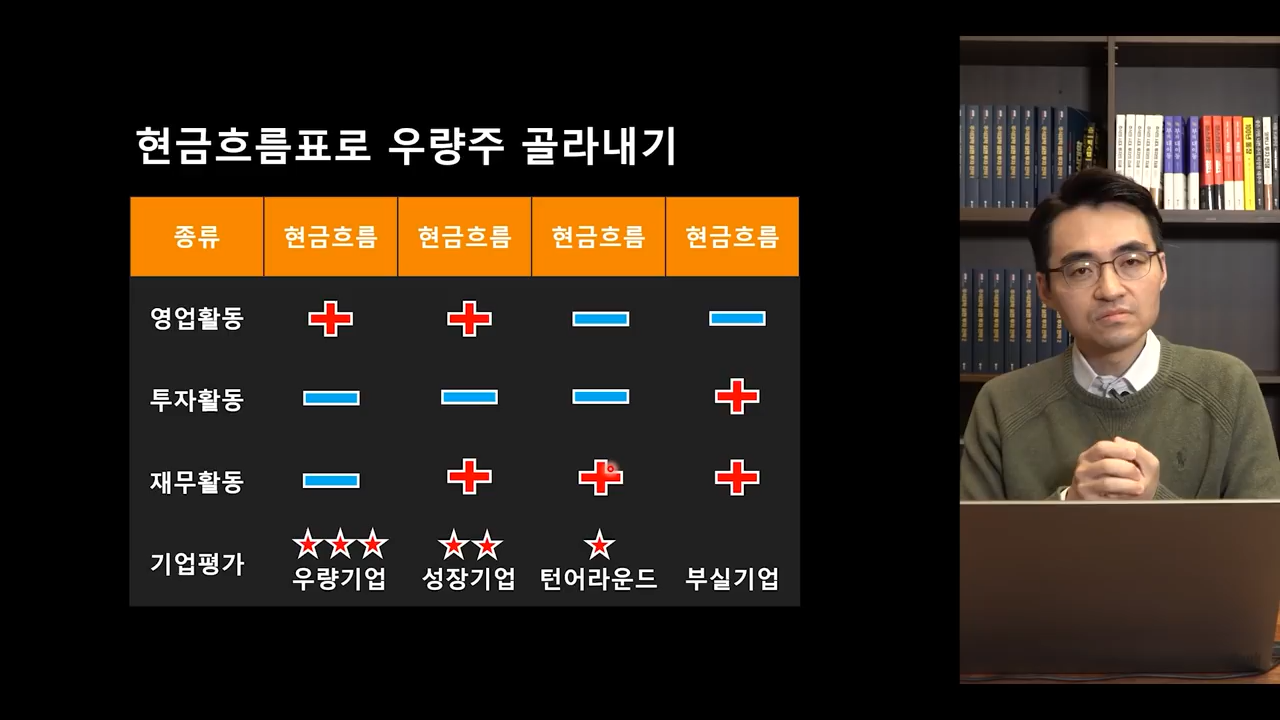 현금흐름표로 우량주 골라내기
종류 현금흐름 현금흐름 현금흐름 현금흐름
영업활동
투자활동
재무활동
기업평가
우량기업 성장기업 턴어라운드 부실기업